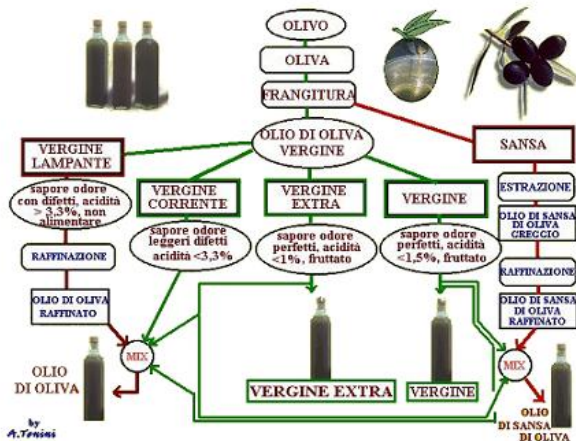 OLIVO
OLIVA
FRANGITURA
OLIO DI OLIVA
VERGINE
VERGINE
LAMPANTE
SANSA
sapore odore
con difetti, acidità
> 3,3%, non
alimentare
VERGINE
CORRENTE
VERGINE
EXTRA
VERGINE
ESTRAZIONE
OLIO DI SANSA
DI OLIVA
GREGGIO
sapore odore
leggeri difetti
acidità <3,3%
sapore odore
perfetti, acidità
<1%, fruttato
sapore odore
perfetti, acidità
<1,5%, fruttato
RAFFINAZIONE
RAFFINAZIONE
OLIO DI OLIVA
RAFFINATO
OLIO DI SANSA
DI OLIVA
RAFFINATO
MIX
MIX
OLIO
DI OLIVA
VERGINE EXTRA
VERGINE
OLIO
DI SANSA
DI OLIVA
by
A.Tonini